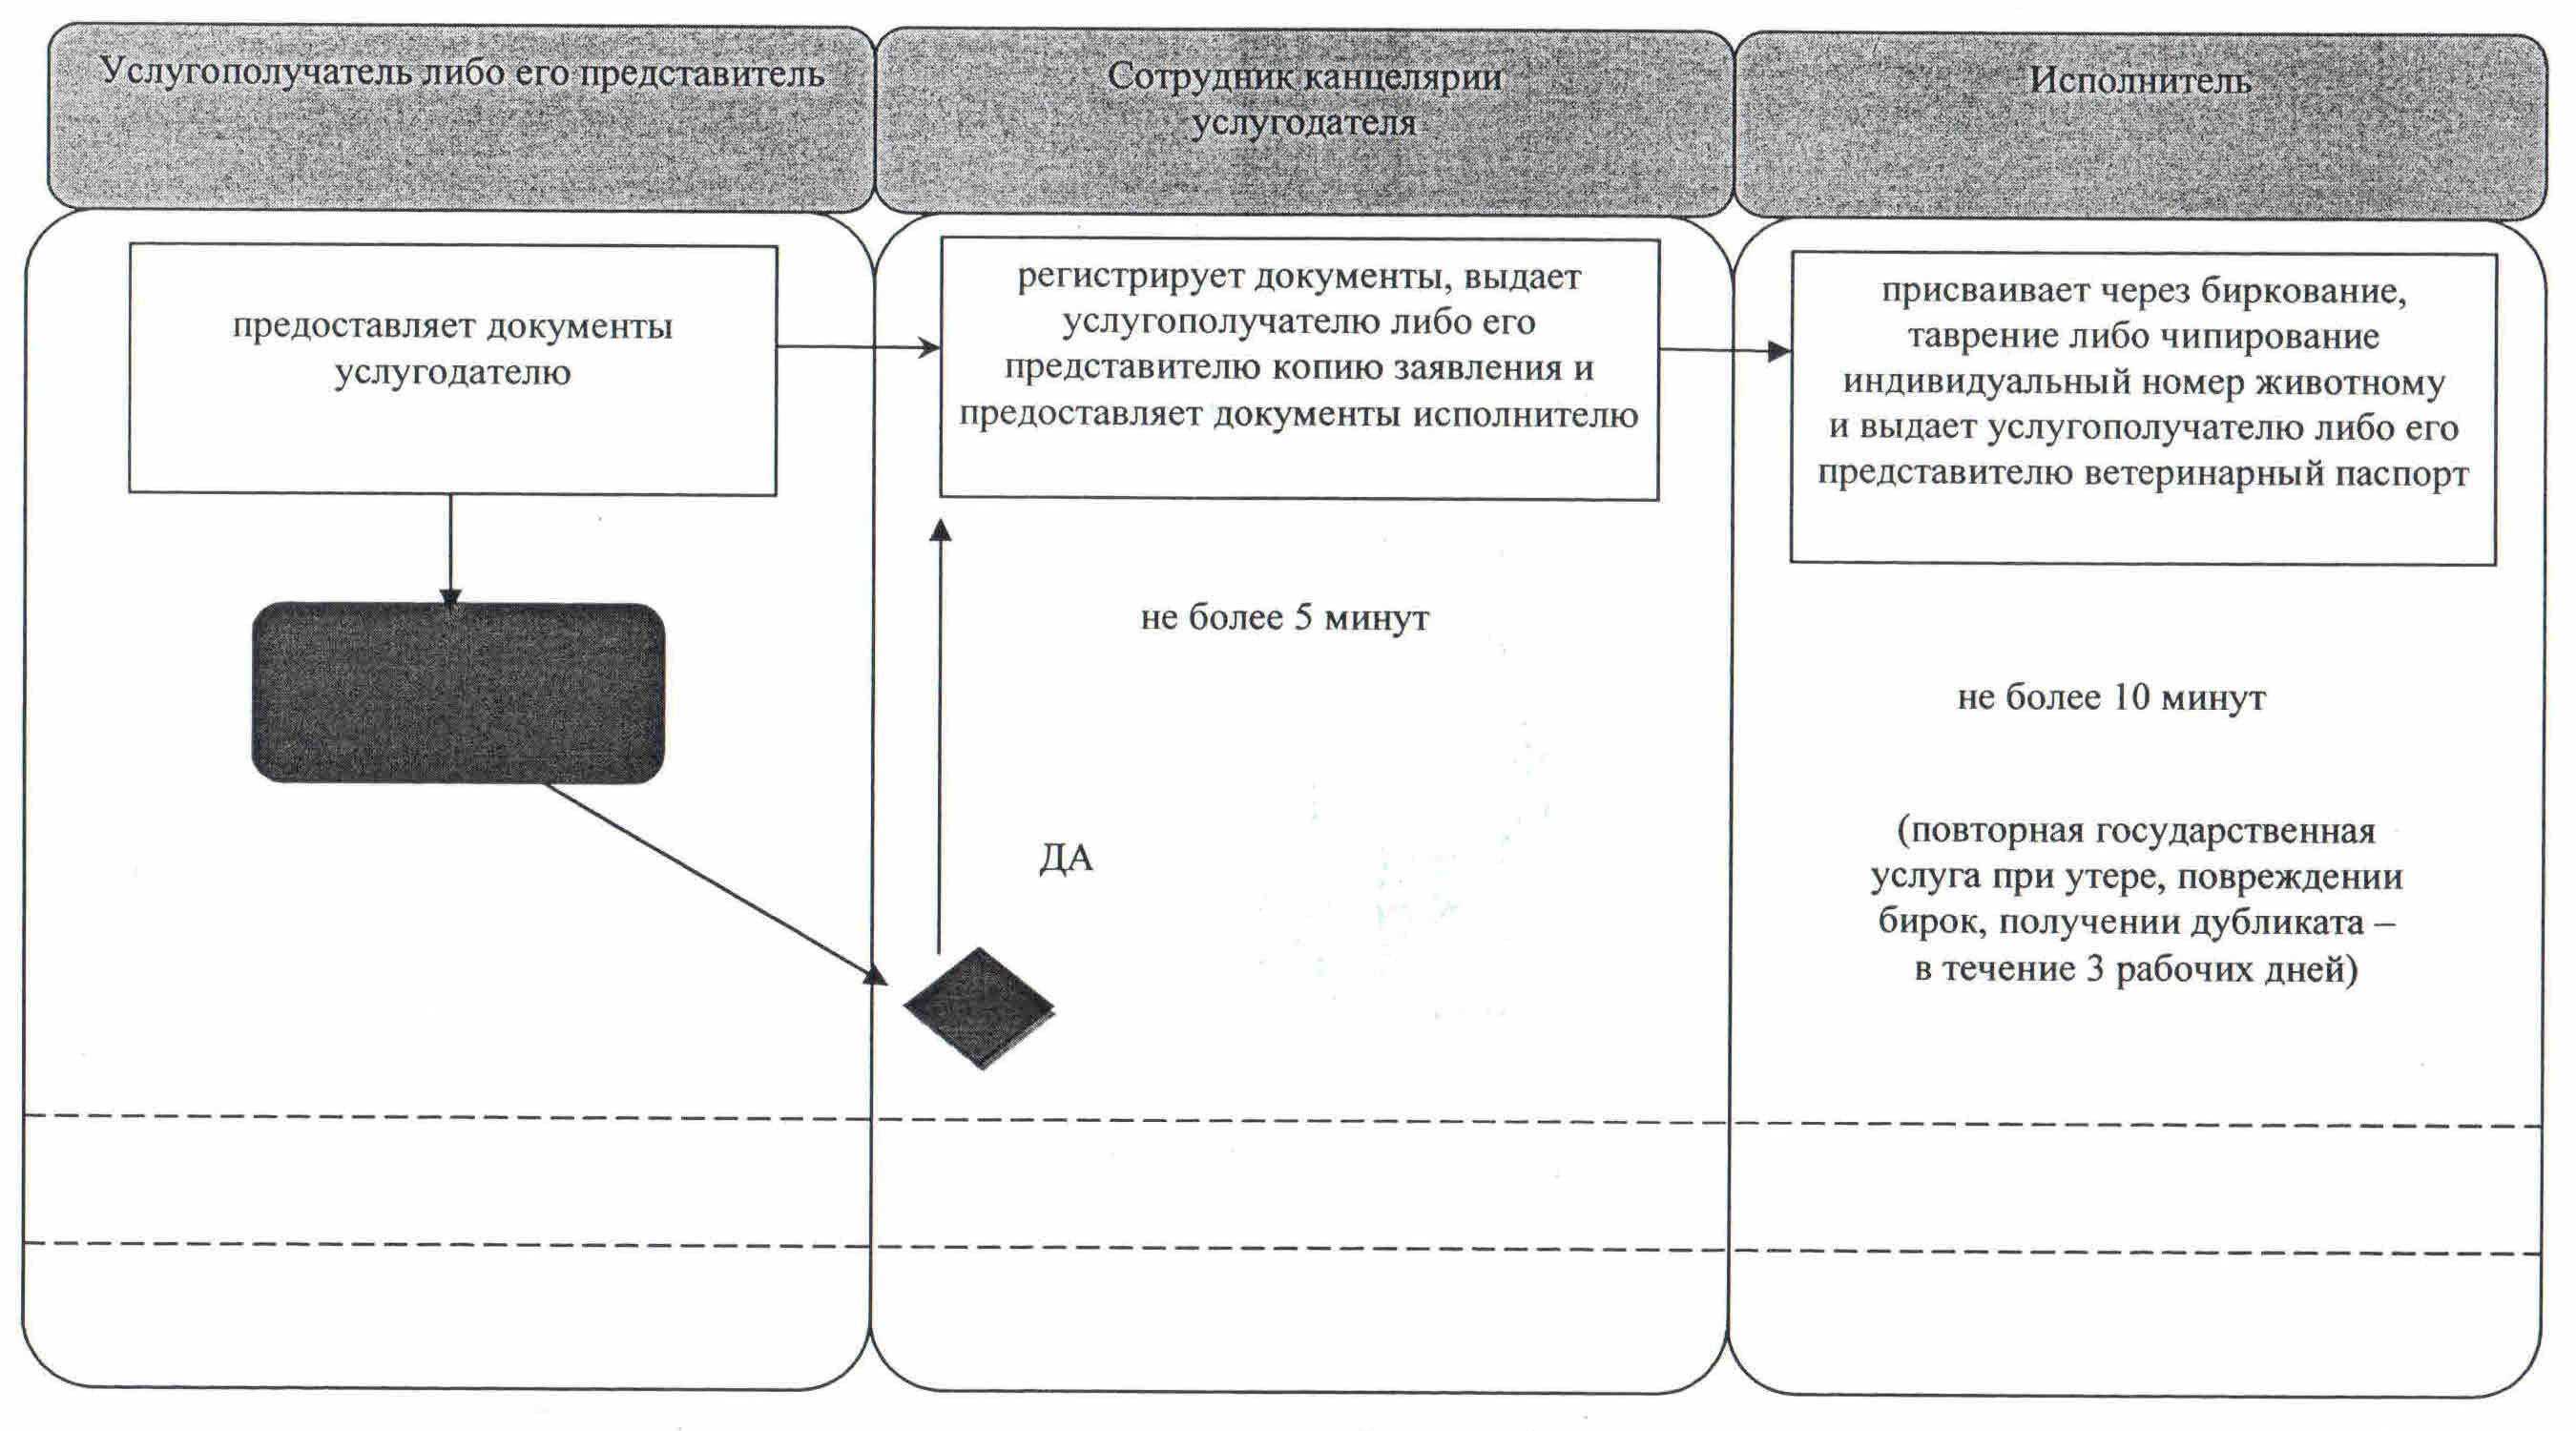 Услугополучатель либо его представитель
Сотрудник канцелярии
услугодателя
Исполнитель
предоставляет документы
услугодателю
регистрирует документы, выдает
услугополучателю либо его
представителю копию заявления и
предоставляет документы исполнителю
присваивает через биркование,
таврение либо чипирование
индивидуальный номер животному
и выдает услугополучателю либо его
представителю ветеринарный паспорт
не более 5 минут
не более 10 минут
ДА
(повторная государственная
услуга при утере, повреждении
бирок, получении дубликата –
в течение 3 рабочих дней)